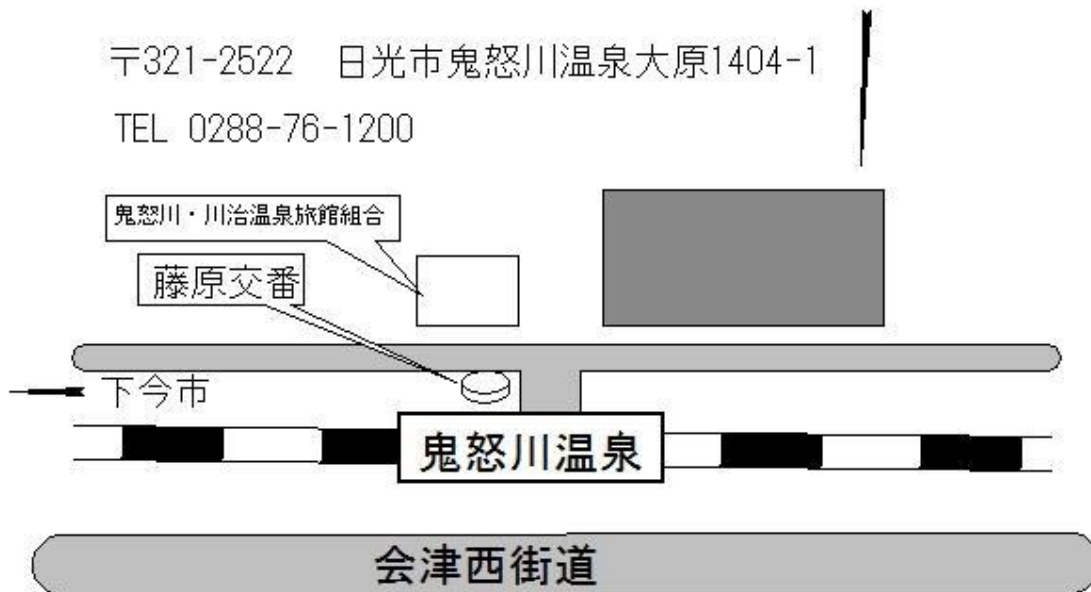 〒321-2522 日光市鬼怒川温泉大原1404-1
TEL 0288-76-1200
鬼怒川・川治温泉旅館組合
藤原交番
下今市
鬼怒川温泉
会津西街道